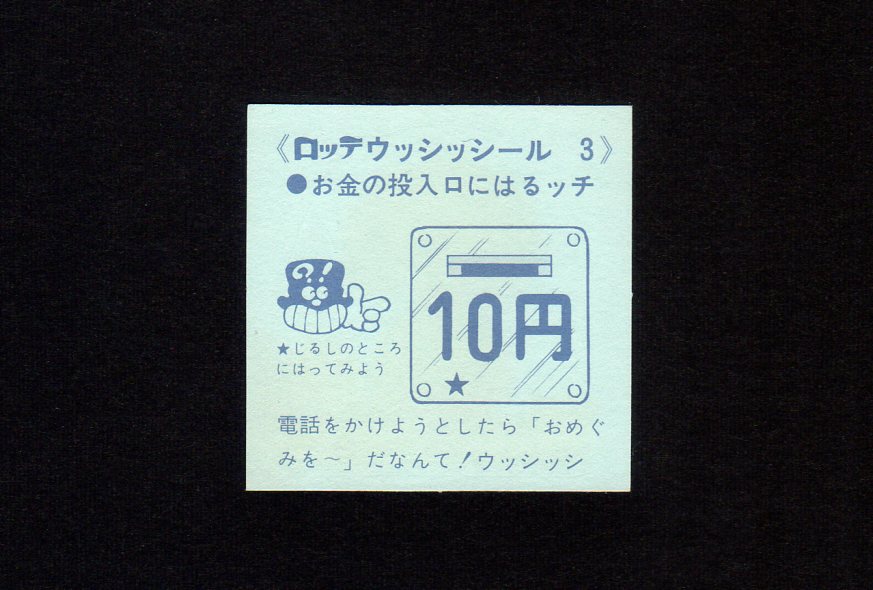 《ロッテウッシッシール 3》
●お金の投入口にはるッチ
?!
10円
★
★じるしのところ
にはってみよう
電話をかけようとしたら「おめぐ
みを〜」だなんて!ウッシッシ